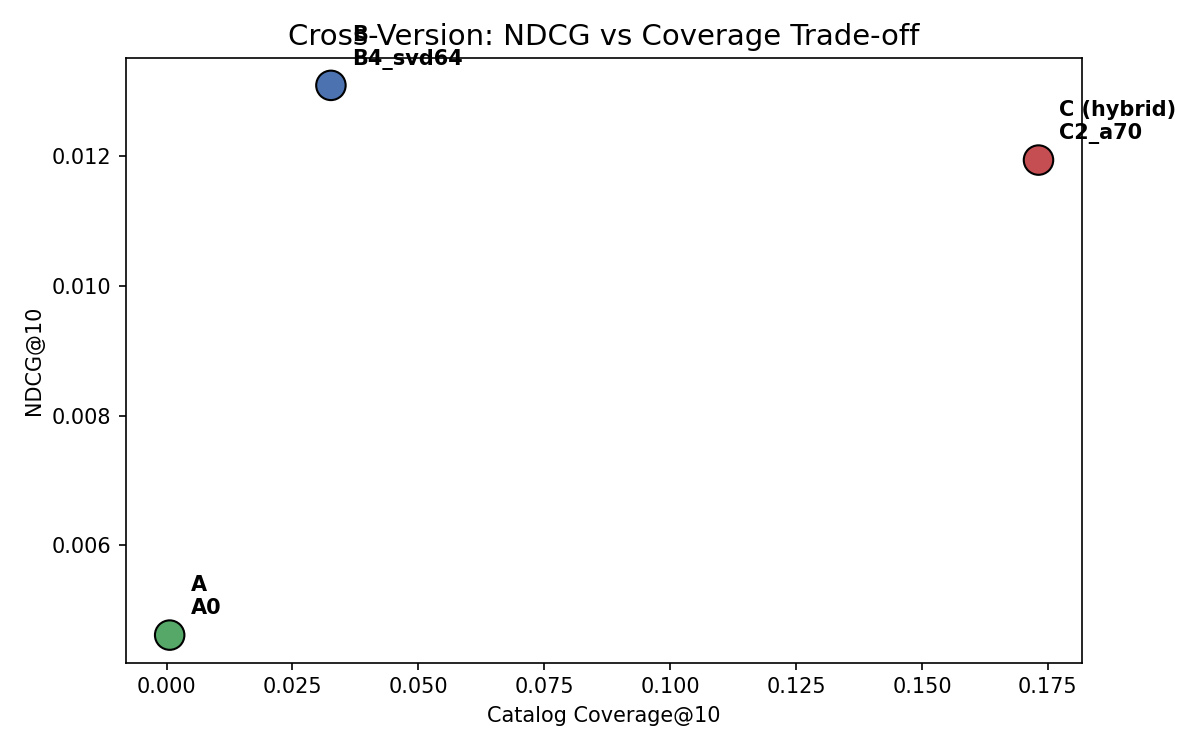 Cross-Version: NDCG vs Coverage Trade-off
B
B4_svd64
C (hybrid)
C2_a70
0.012
0.010
0.008
0.006
NDCG@10
A
A0
0.000 0.025 0.050 0.075 0.100 0.125 0.150 0.175
Catalog Coverage@10